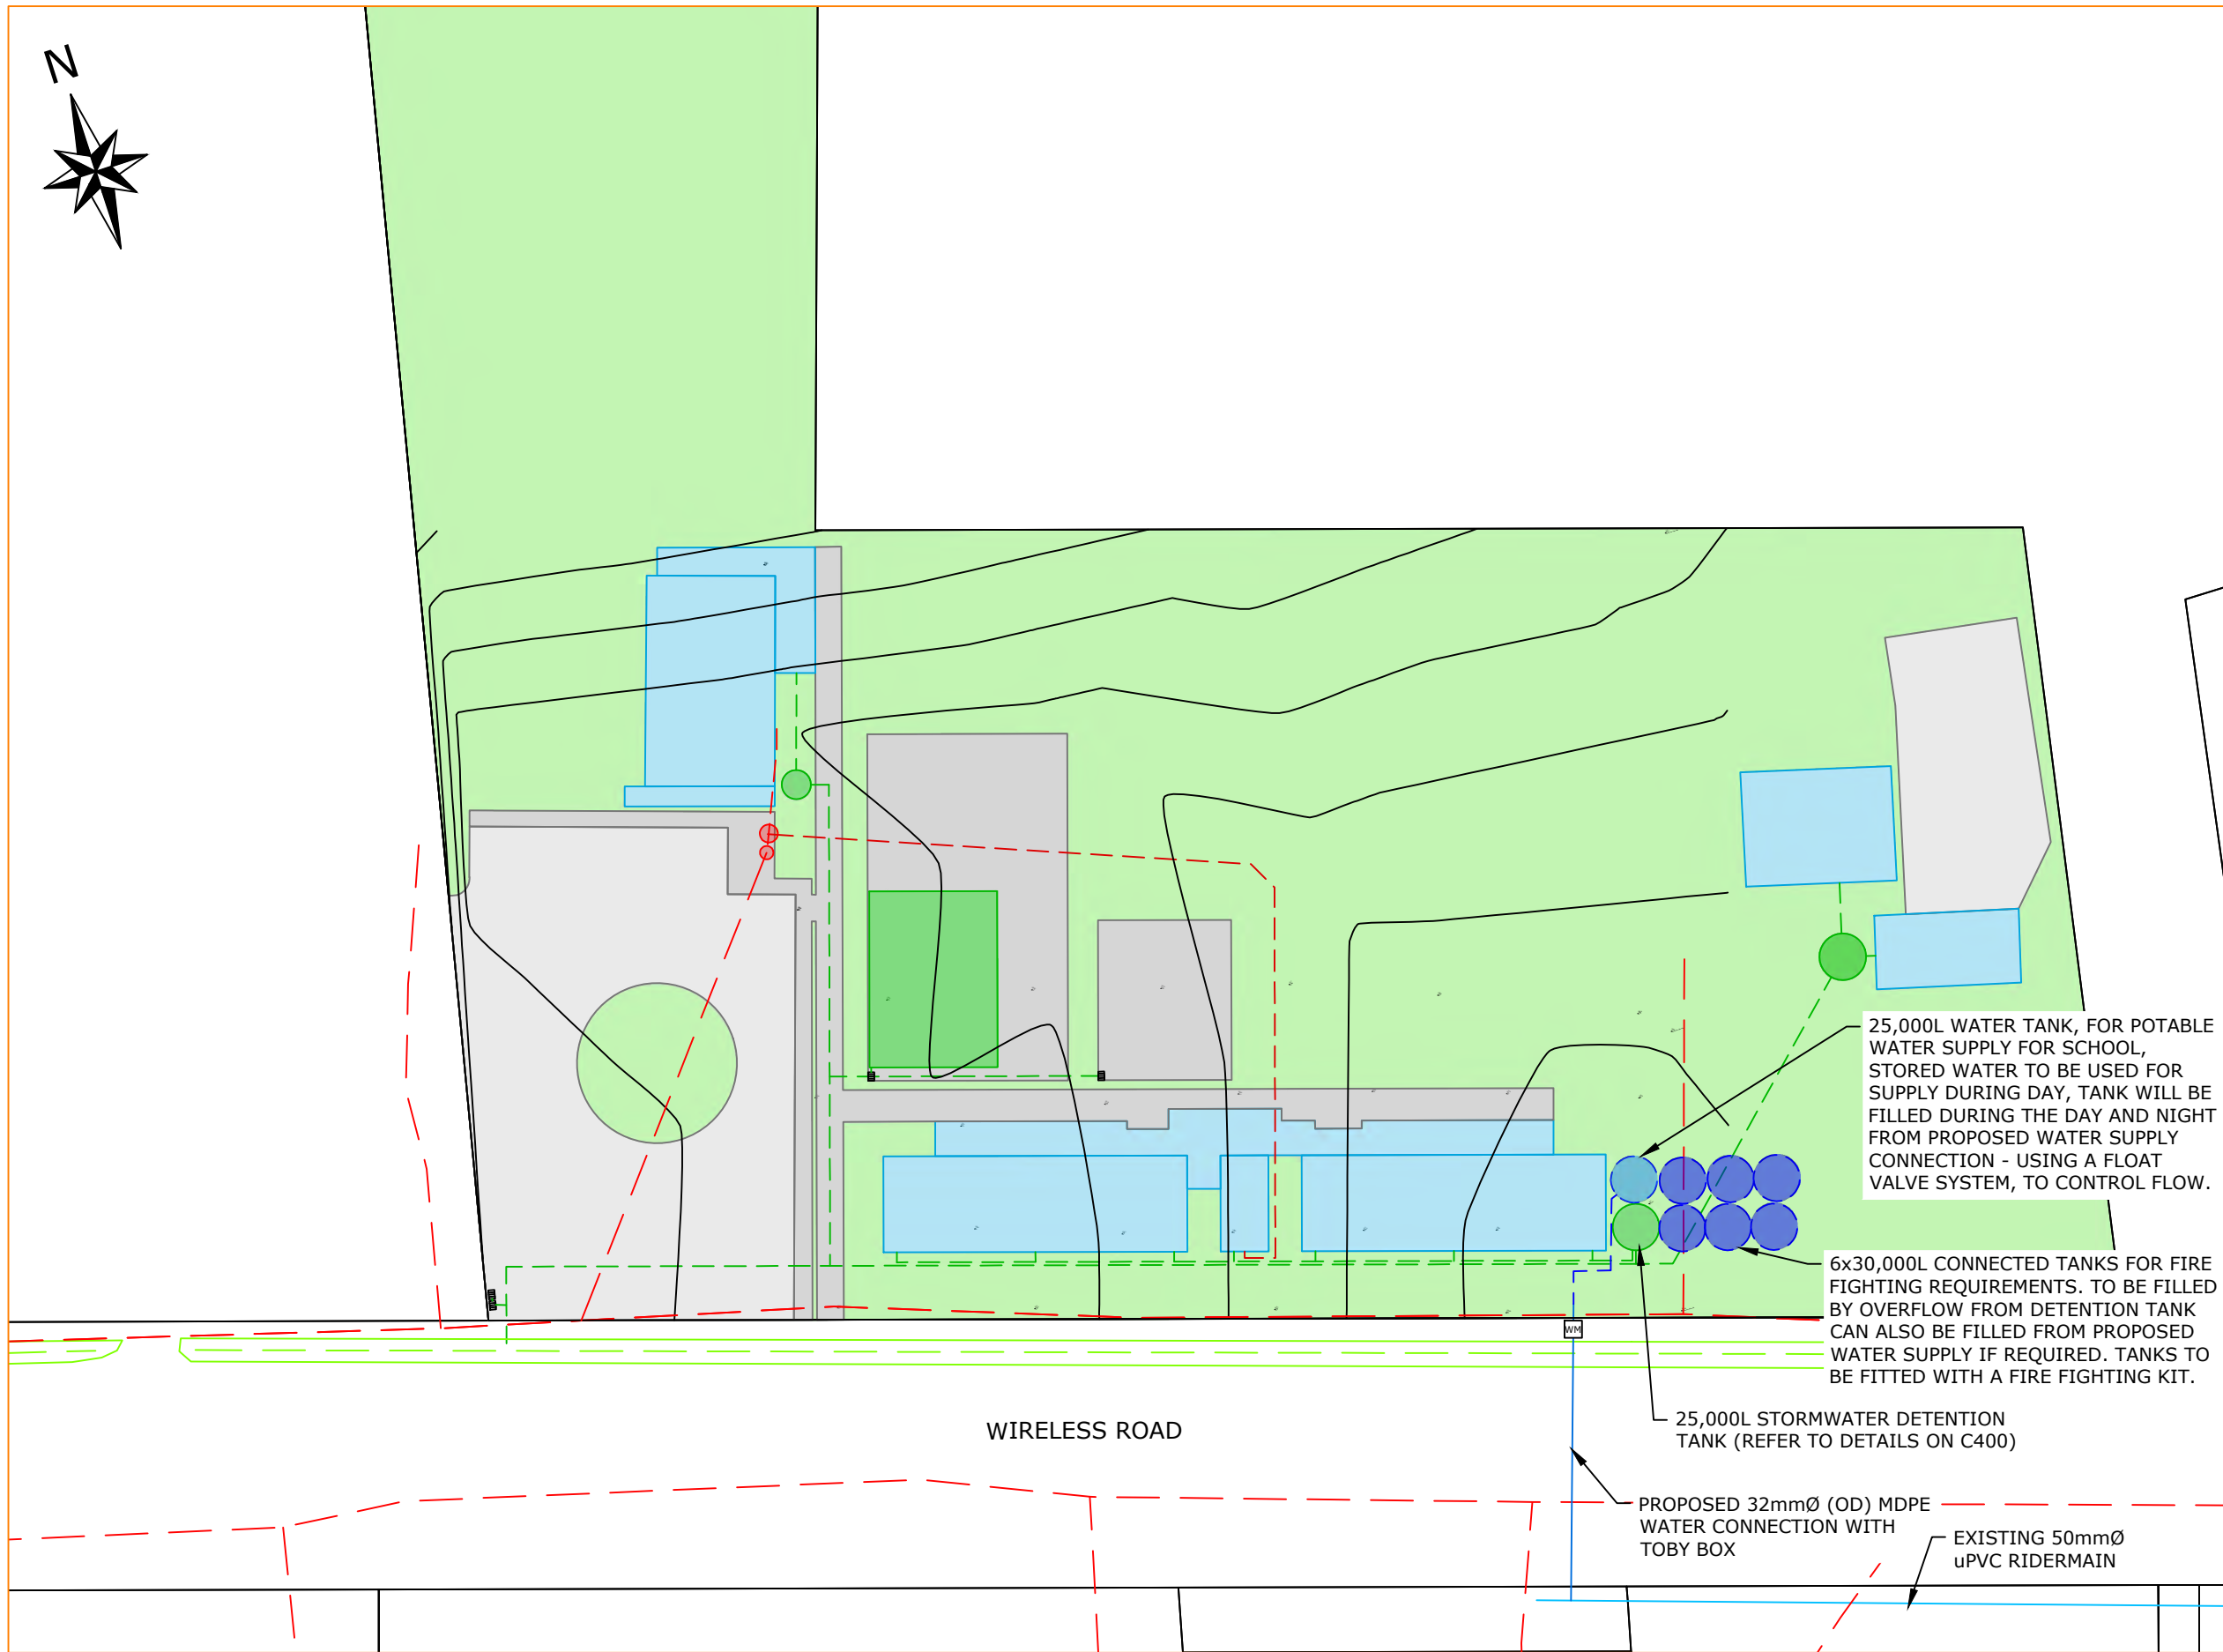 N
25,000L WATER TANK, FOR POTABLE
WATER SUPPLY FOR SCHOOL,
STORED WATER TO BE USED FOR
SUPPLY DURING DAY, TANK WILL BE
FILLED DURING THE DAY AND NIGHT
FROM PROPOSED WATER SUPPLY
CONNECTION - USING A FLOAT
VALVE SYSTEM, TO CONTROL FLOW.
6x30,000L CONNECTED TANKS FOR FIRE
FIGHTING REQUIREMENTS. TO BE FILLED
BY OVERFLOW FROM DETENTION TANK
CAN ALSO BE FILLED FROM PROPOSED
WATER SUPPLY IF REQUIRED. TANKS TO
BE FITTED WITH A FIRE FIGHTING KIT.
WM
25,000L STORMWATER DETENTION
TANK (REFER TO DETAILS ON C400)
WIRELESS ROAD
PROPOSED 32mmØ (OD) MDPE
WATER CONNECTION WITH
TOBY BOX
EXISTING 50mmØ
uPVC RIDERMAIN